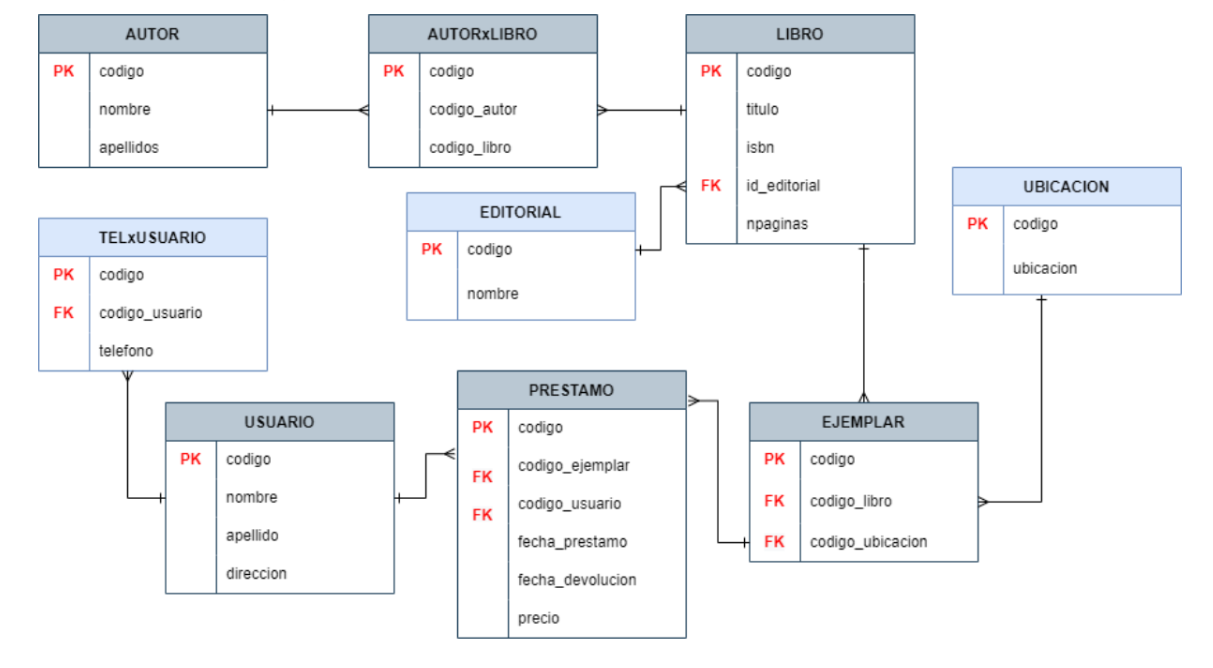 AUTOR
PK codigo
nombre
apellidos
AUTORxLIBRO
PK codigo
codigo_autor
codigo_libro
LIBRO
PK codigo
titulo
isbn
FK id_editorial
npaginas
EDITORIAL
PK codigo
nombre
UBICACION
PK codigo
ubicacion
TELxUSUARIO
PK codigo
FK codigo_usuario
telefono
USUARIO
PK codigo
nombre
apellido
direccion
PRESTAMO
PK codigo
FK codigo_ejemplar
FK codigo_usuario
fecha_prestamo
fecha_devolucion
precio
EJEMPLAR
PK codigo
FK codigo_libro
FK codigo_ubicacion